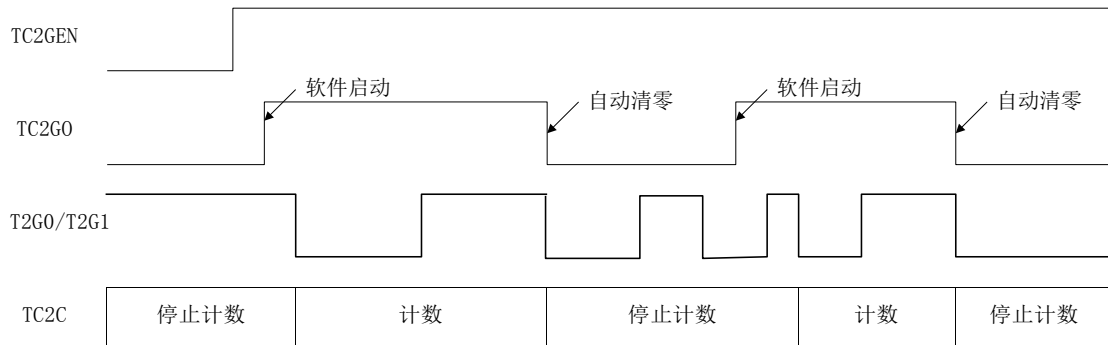 TC2GEN
软件启动
自动清零
软件启动
自动清零
TC2GO
T2G0/T2G1
TC2C
停止计数
计数
停止计数
计数
停止计数